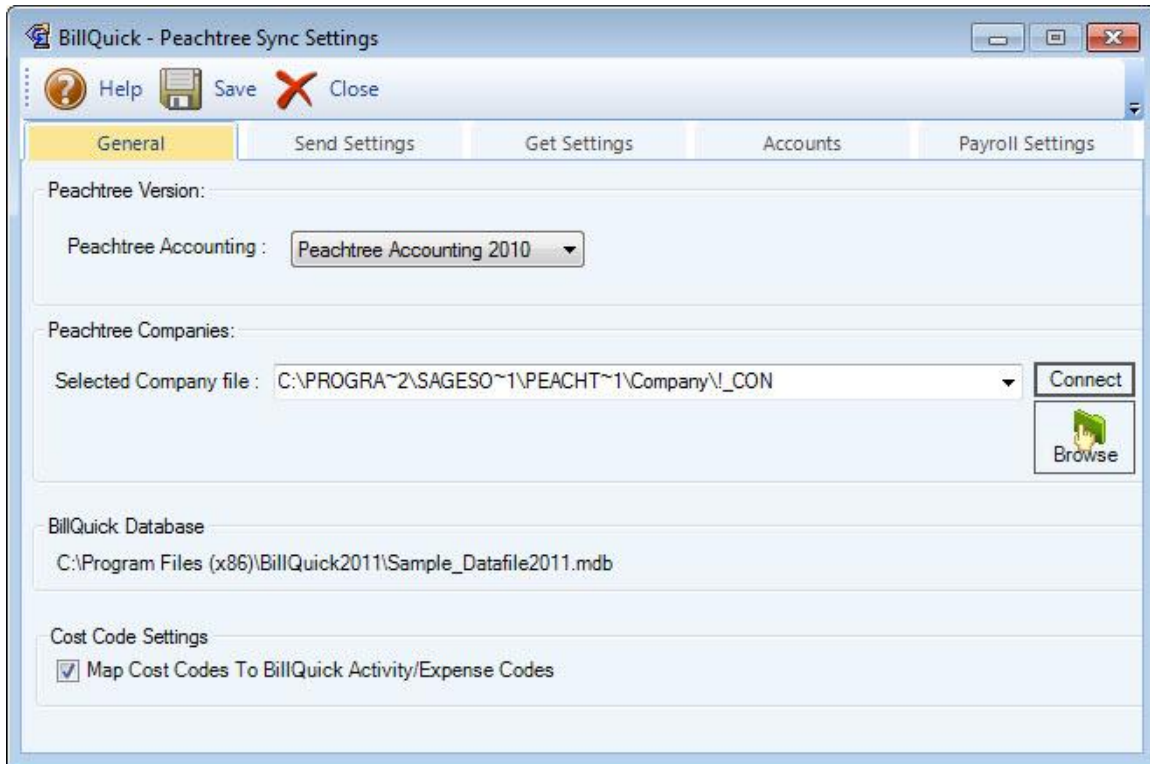 BillQuick - Peachtree Sync Settings
Help Save Close
General Send Settings Get Settings Accounts Payroll Settings
Peachtree Version:
Peachtree Accounting : Peachtree Accounting 2010
Peachtree Companies:
Selected Company file : C:\PROGRA~2\SAGESO~1\PEACHT~1\Company\!_CON Connect
Browse
BillQuick Database
C:\Program Files (x86)\BillQuick2011\Sample_Datafile2011.mdb
Cost Code Settings
Map Cost Codes To BillQuick Activity/Expense Codes